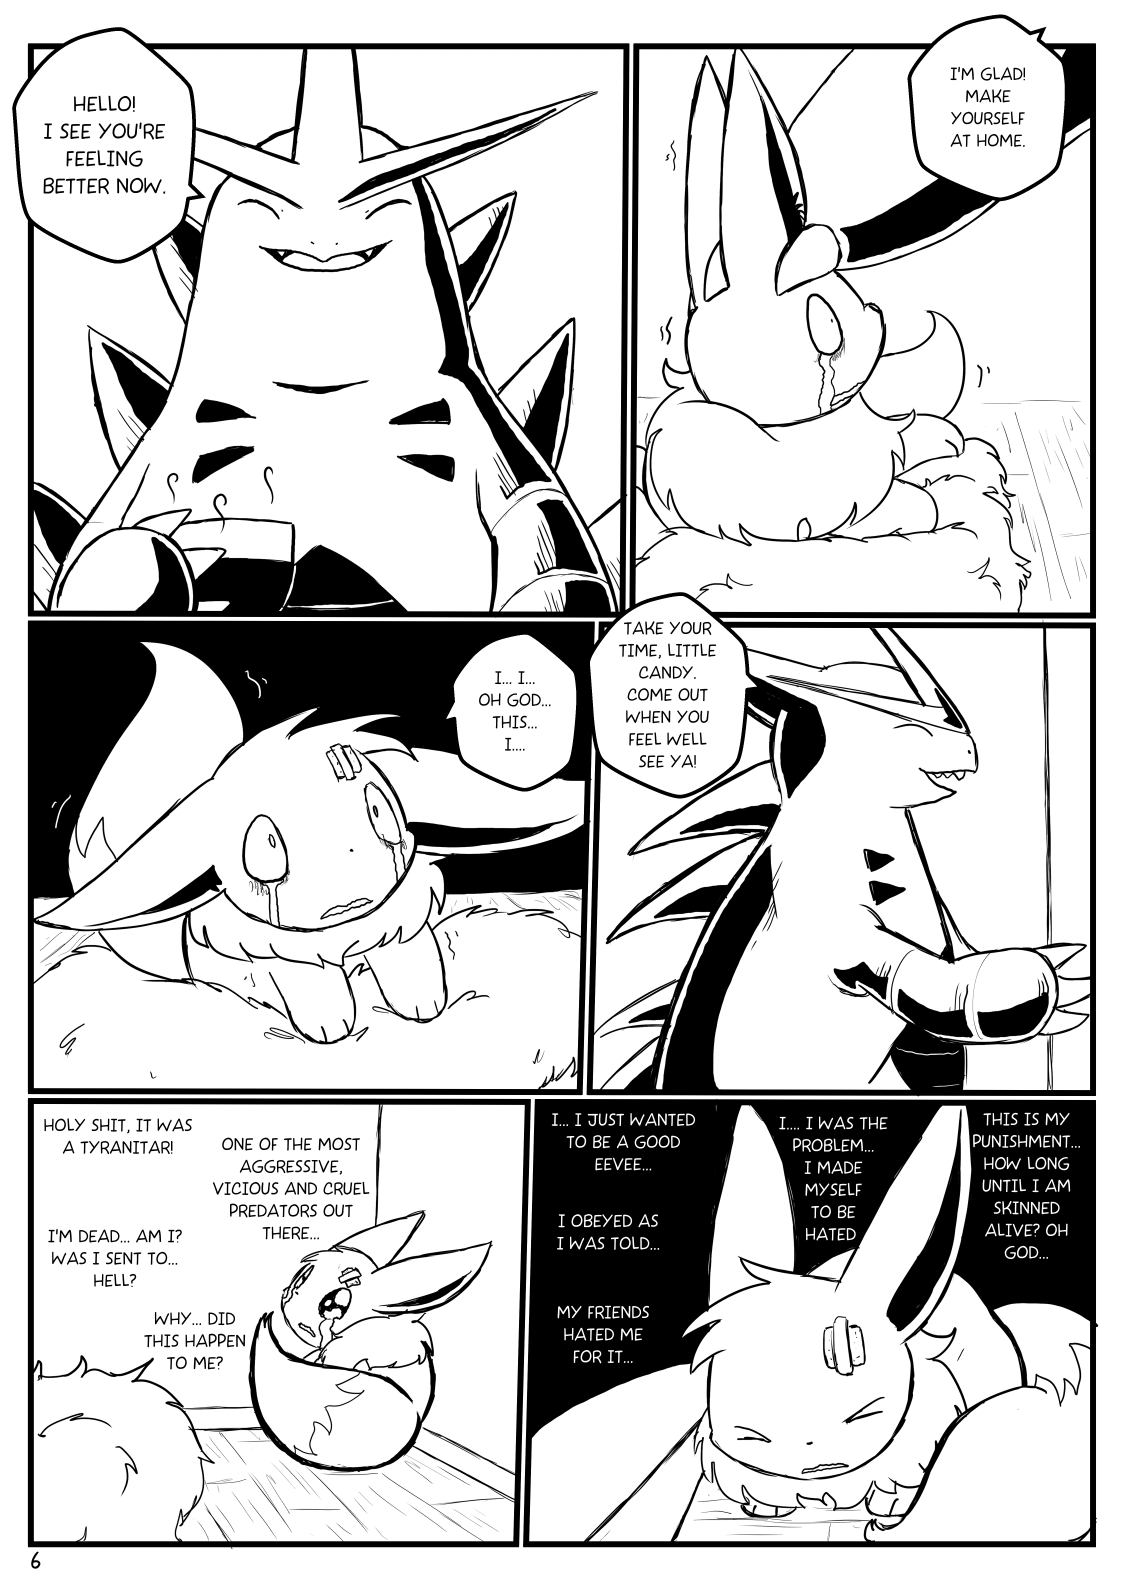 HELLO!
I SEE YOU'RE
FEELING
BETTER NOW.
I'M GLAD!
MAKE
YOURSELF
AT HOME.
I... I...
OH GOD...
THIS...
I....
TAKE YOUR
TIME, LITTLE
CANDY.
COME OUT
WHEN YOU
FEEL WELL
SEE YA!
HOLY SHIT, IT WAS
A TYRANITAR!
ONE OF THE MOST
AGGRESSIVE,
VICIOUS AND CRUEL
PREDATORS OUT
THERE...
I'M DEAD... AM I?
WAS I SENT TO...
HELL?
WHY... DID
THIS HAPPEN
TO ME?
I... I JUST WANTED
TO BE A GOOD
EEVEE...
I OBEYED AS
I WAS TOLD...
MY FRIENDS
HATED ME
FOR IT...
I.... I WAS THE
PROBLEM...
I MADE
MYSELF
TO BE
HATED
THIS IS MY
PUNISHMENT...
HOW LONG
UNTIL I AM
SKINNED
ALIVE? OH
GOD...
6